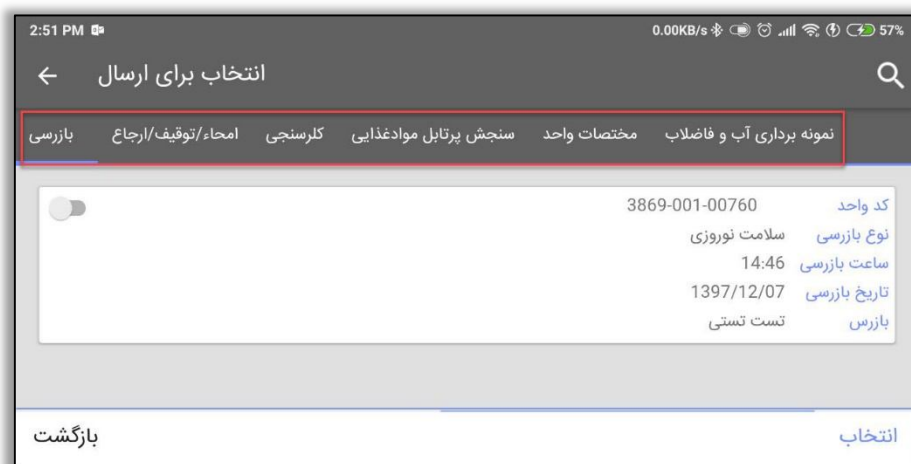 2:51 PM 0.00KB/s 57%
انتخاب برای ارسال
بازرسی امحاء/توقیف/ارجاع کلرسنجی سنجش پرتابل موادغذایی مختصات واحد نمونه برداری آب و فاضلاب
کد واحد 3869-001-00760
نوع بازرسی سلامت نوروزی
ساعت بازرسی 14:46
تاریخ بازرسی 1397/12/07
بازرس تست تستی
انتخاب بازگشت